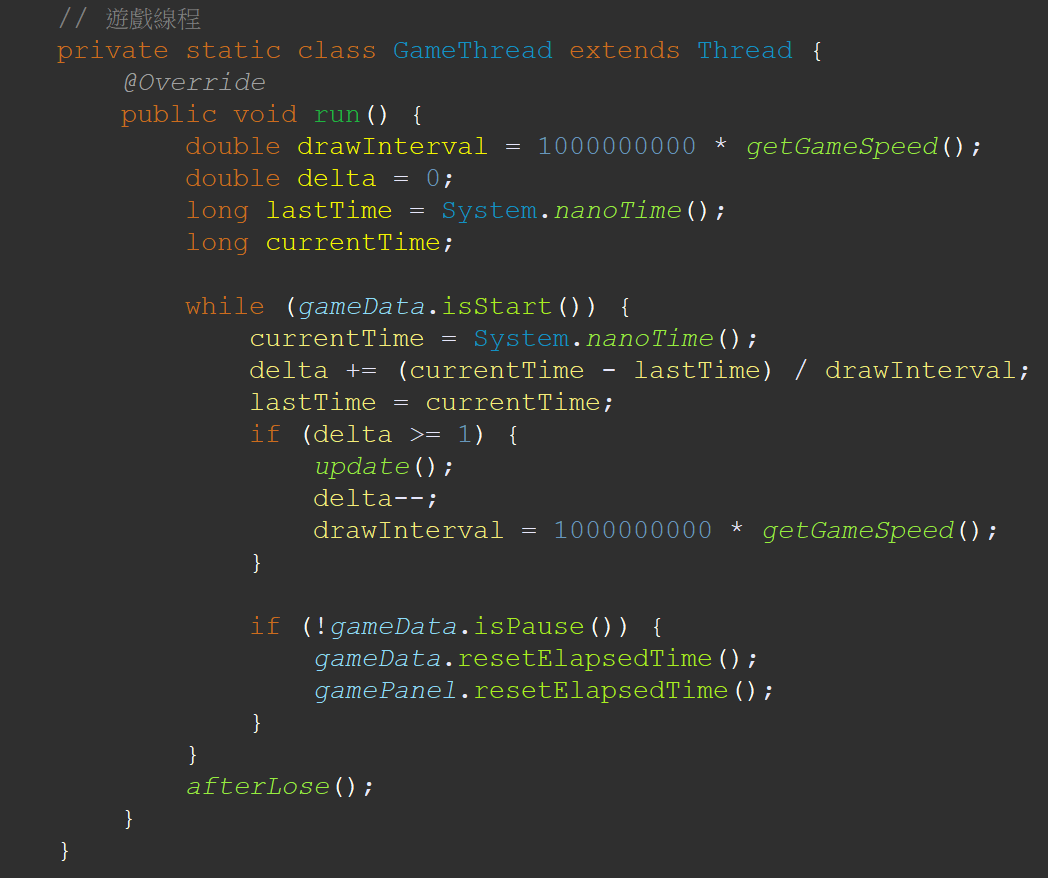 // 遊戲線程
private static class GameThread extends Thread {
@Override
public void run() {
double drawInterval = 1000000000 * getGameSpeed();
double delta = 0;
long lastTime = System.nanoTime();
long currentTime;
while (gameData.isStart()) {
currentTime = System.nanoTime();
delta += (currentTime - lastTime) / drawInterval;
lastTime = currentTime;
if (delta >= 1) {
update();
delta--;
drawInterval = 1000000000 * getGameSpeed();
}
if (!gameData.isPause()) {
gameData.resetElapsedTime();
gamePanel.resetElapsedTime();
}
}
afterLose();
}
}